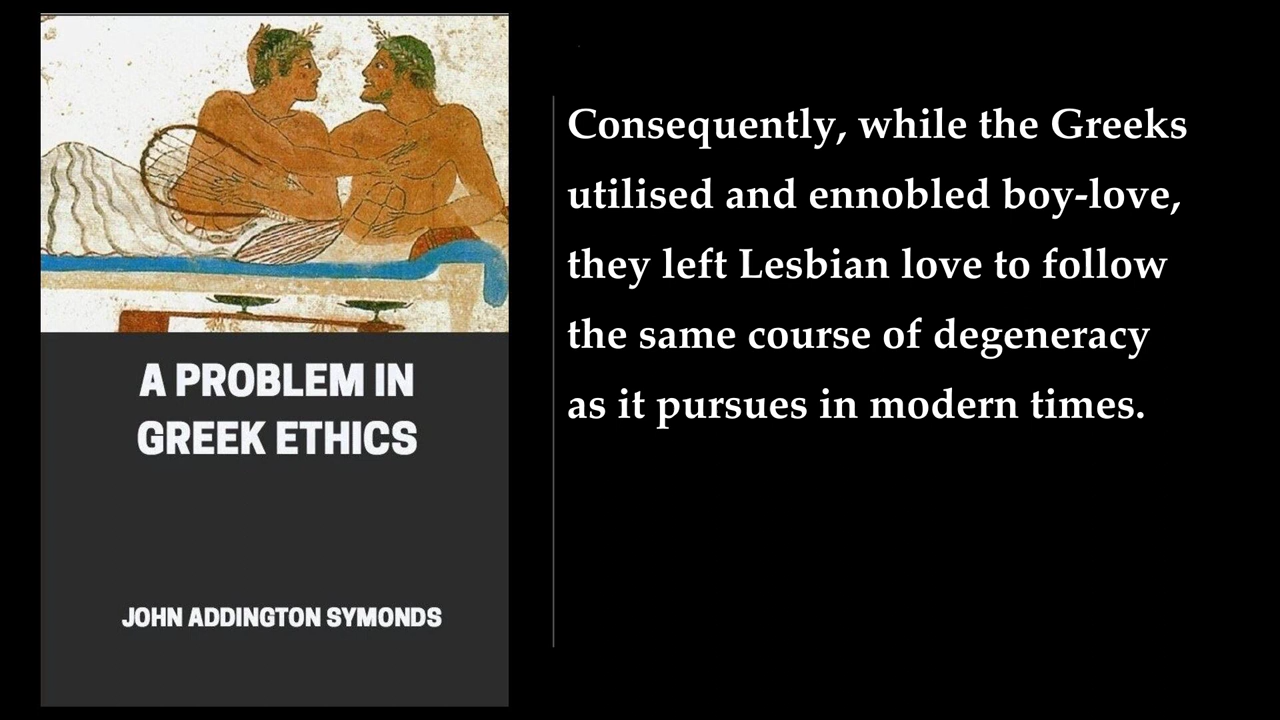 A PROBLEM IN
GREEK ETHICS
JOHN ADDINGTON SYMONDS
Consequently, while the Greeks
utilised and ennobled boy-love,
they left Lesbian love to follow
the same course of degeneracy
as it pursues in modern times.